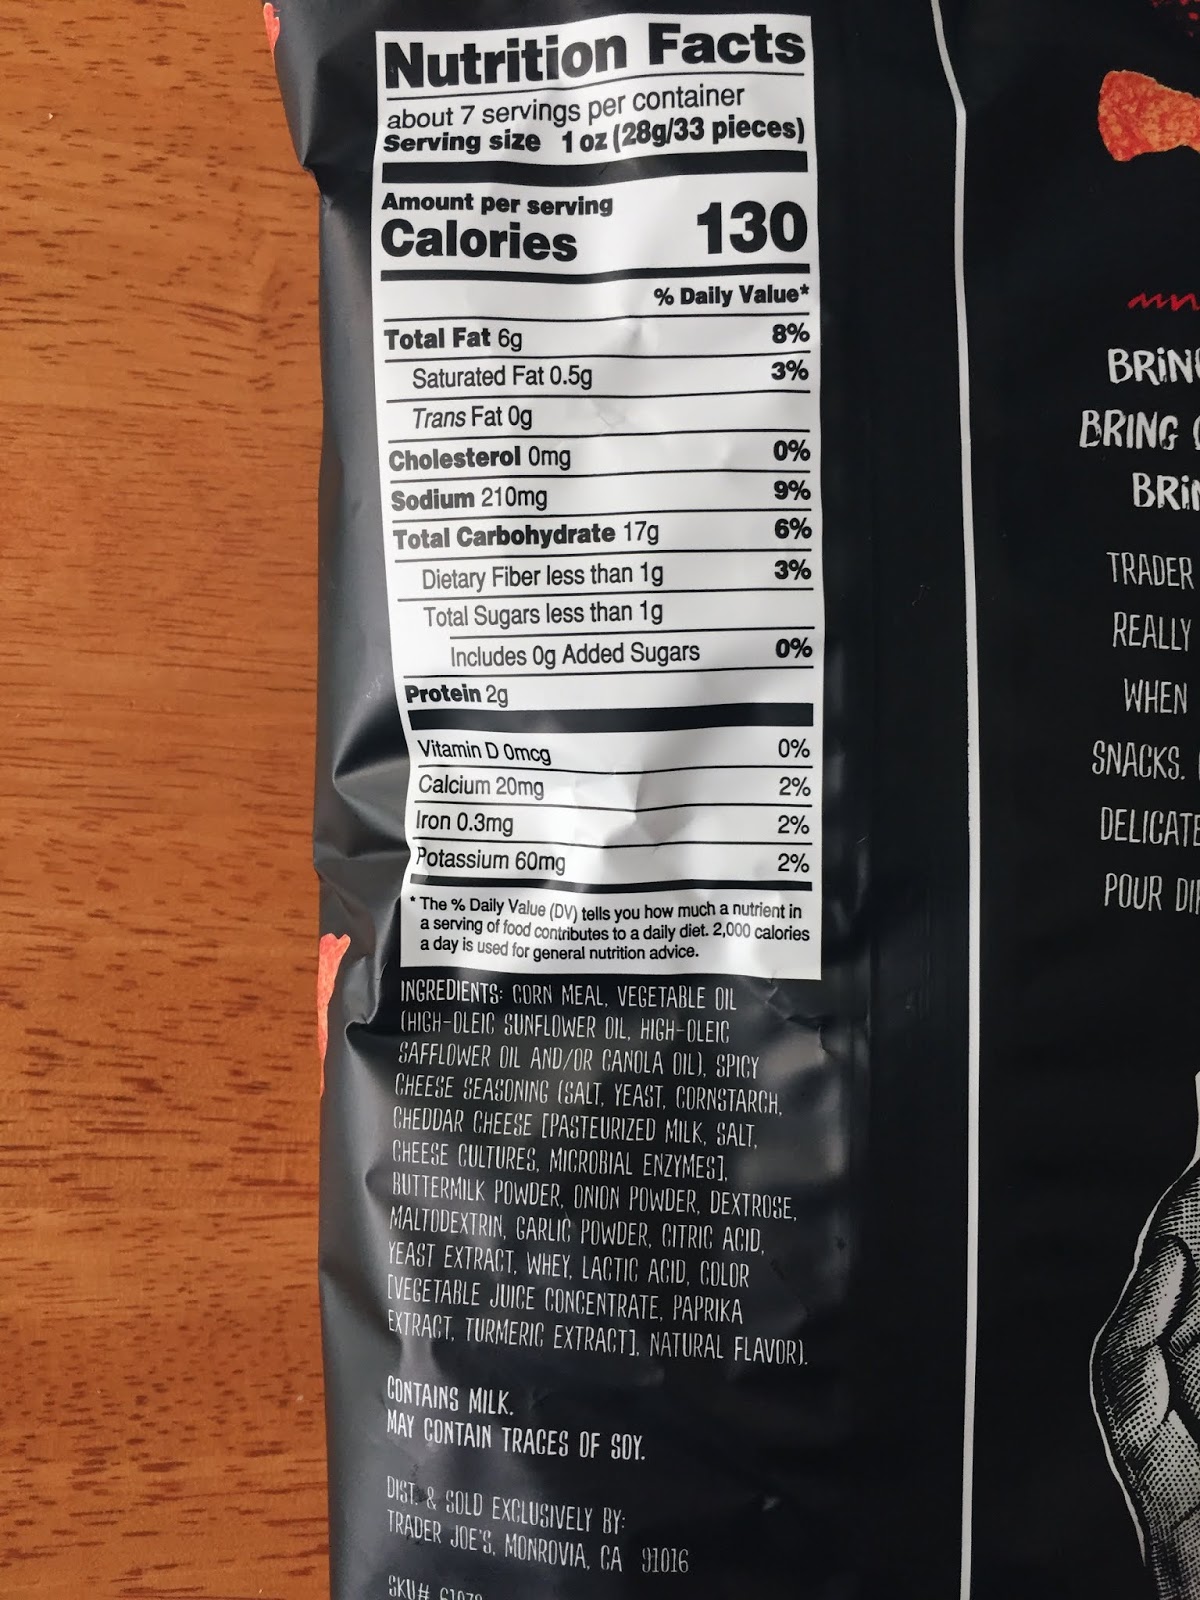 Nutrition Facts
about 7 servings per container
Serving size 1 oz (28g/33 pieces)
Amount per serving
Calories 130
% Daily Value*
Total Fat 6g 8%
Saturated Fat 0.5g 3%
Trans Fat 0g
Cholesterol 0mg 0%
Sodium 210mg 9%
Total Carbohydrate 17g 6%
Dietary Fiber less than 1g 3%
Total Sugars less than 1g
Includes 0g Added Sugars 0%
Protein 2g
Vitamin D 0mcg 0%
Calcium 20mg 2%
Iron 0.3mg 2%
Potassium 60mg 2%
* The % Daily Value (DV) tells you how much a nutrient in
a serving of food contributes to a daily diet. 2,000 calories
a day is used for general nutrition advice.
INGREDIENTS: CORN MEAL, VEGETABLE OIL
(HIGH-OLEIC SUNFLOWER OIL, HIGH-OLEIC
SAFFLOWER OIL AND/OR CANOLA OIL), SPICY
CHEESE SEASONING (SALT, YEAST, CORNSTARCH,
CHEDDAR CHEESE [PASTEURIZED MILK, SALT,
CHEESE CULTURES, MICROBIAL ENZYMES],
BUTTERMILK POWDER, ONION POWDER, DEXTROSE,
MALTODEXTRIN, GARLIC POWDER, CITRIC ACID,
YEAST EXTRACT, WHEY, LACTIC ACID, COLOR
[VEGETABLE JUICE CONCENTRATE, PAPRIKA
EXTRACT, TURMERIC EXTRACT], NATURAL FLAVOR).
CONTAINS MILK.
MAY CONTAIN TRACES OF SOY.
DIST. & SOLD EXCLUSIVELY BY:
TRADER JOE'S, MONROVIA, CA 91016
SKU#
BRING
BRING
TRADER
REALLY
WHEN
SNACKS.
DELICATE
POUR